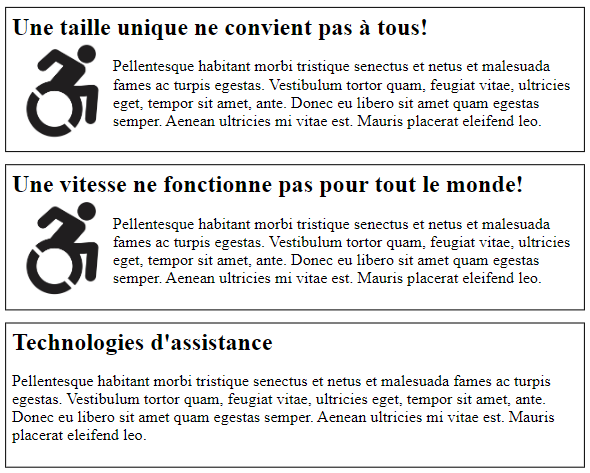 Une taille unique ne convient pas à tous!
Pellentesque habitant morbi tristique senectus et netus et malesuada
fames ac turpis egestas. Vestibulum tortor quam, feugiat vitae, ultricies
eget, tempor sit amet, ante. Donec eu libero sit amet quam egestas
semper. Aenean ultricies mi vitae est. Mauris placerat eleifend leo.
Une vitesse ne fonctionne pas pour tout le monde!
Pellentesque habitant morbi tristique senectus et netus et malesuada
fames ac turpis egestas. Vestibulum tortor quam, feugiat vitae, ultricies
eget, tempor sit amet, ante. Donec eu libero sit amet quam egestas
semper. Aenean ultricies mi vitae est. Mauris placerat eleifend leo.
Technologies d'assistance
Pellentesque habitant morbi tristique senectus et netus et malesuada fames ac turpis
egestas. Vestibulum tortor quam, feugiat vitae, ultricies eget, tempor sit amet, ante.
Donec eu libero sit amet quam egestas semper. Aenean ultricies mi vitae est. Mauris
placerat eleifend leo.